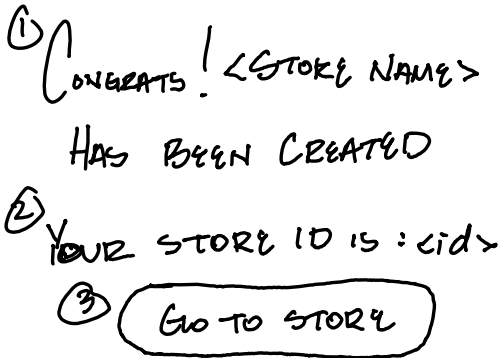 ① CONGRATS! <STORE NAME>
HAS BEEN CREATED
② YOUR STORE ID IS : <id>
③ GO TO STORE